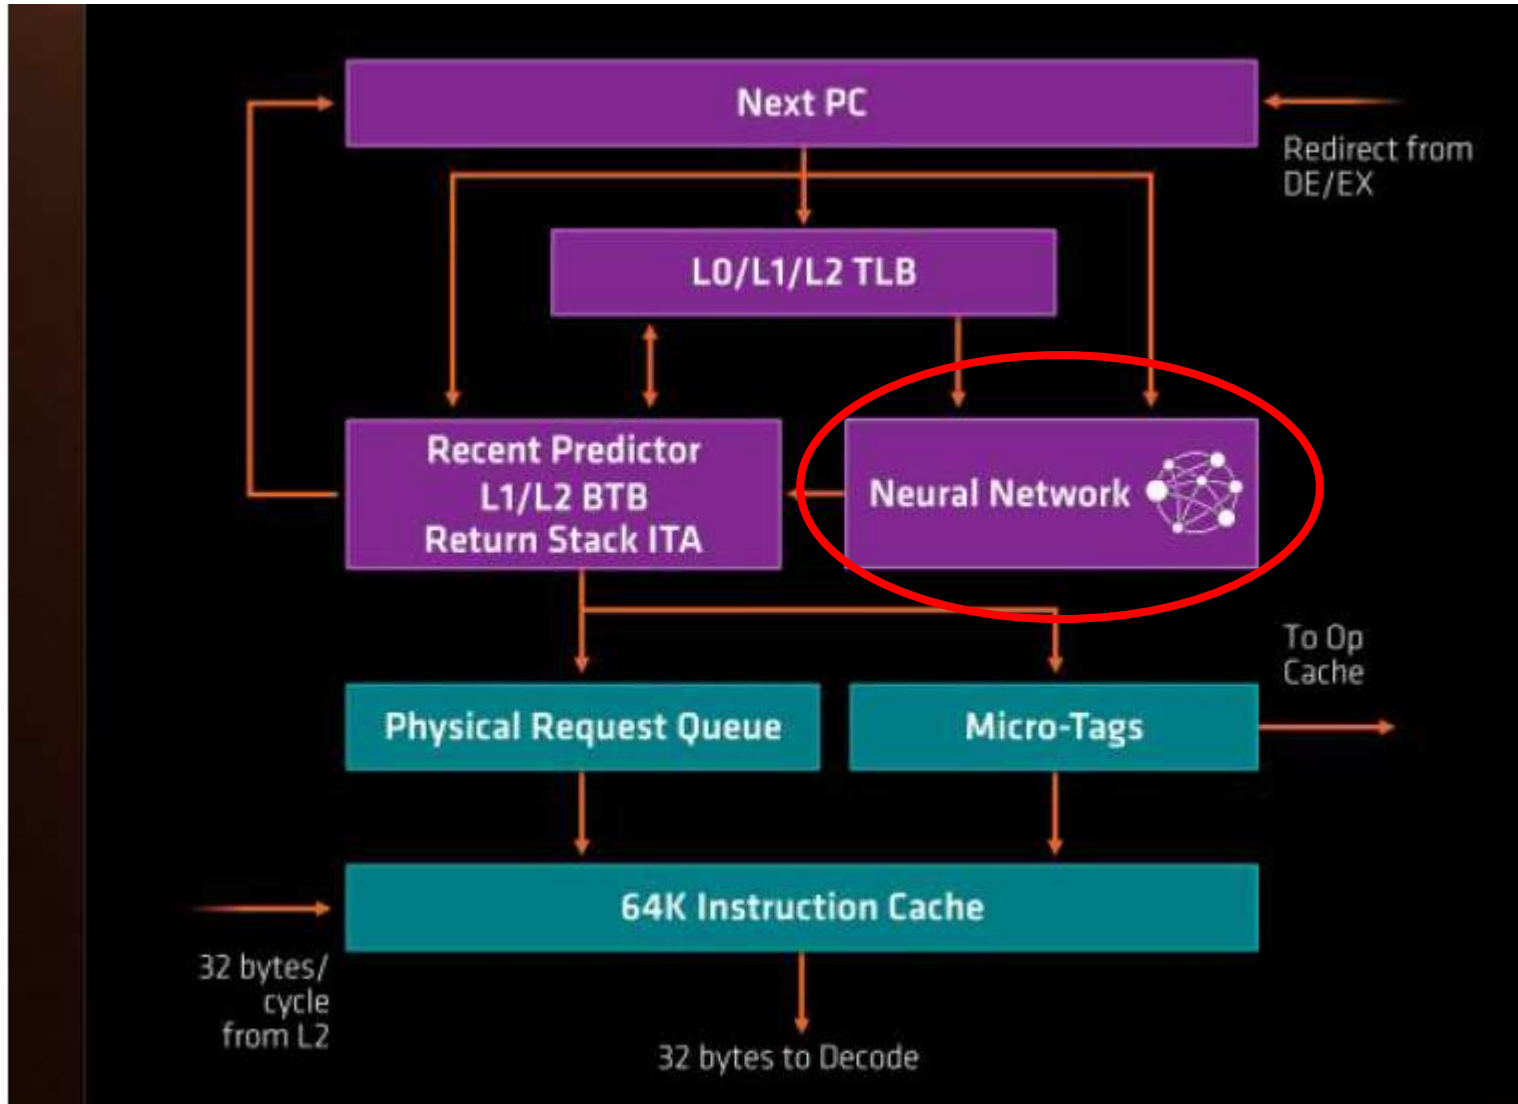 Next PC
Redirect from
DE/EX
L0/L1/L2 TLB
Recent Predictor
L1/L2 BTB
Return Stack ITA
Neural Network
To Op
Cache
Physical Request Queue
Micro-Tags
64K Instruction Cache
32 bytes/
cycle
from L2
32 bytes to Decode